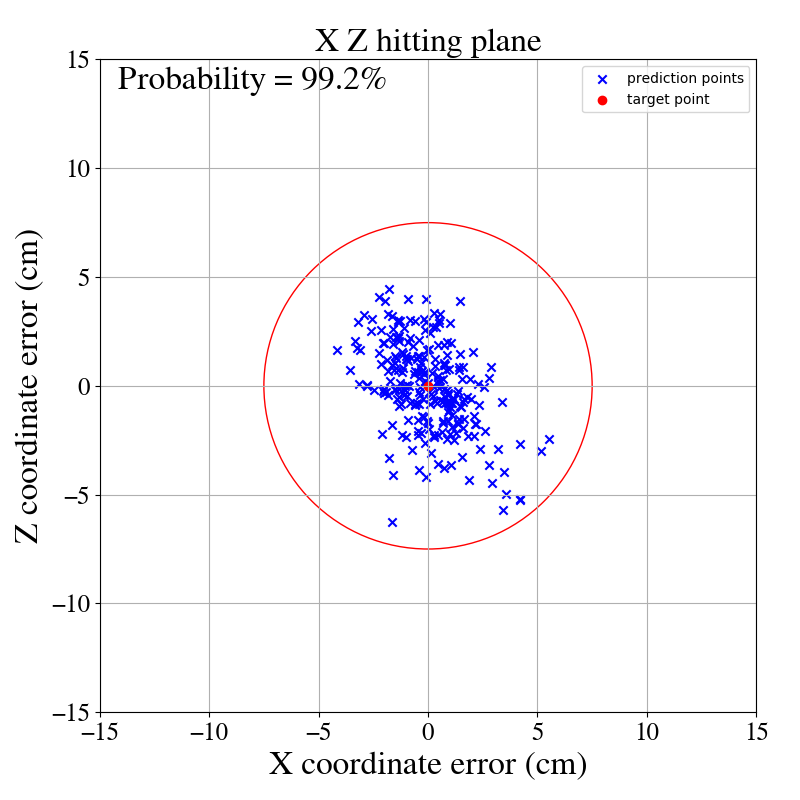 X Z hitting plane
Probability = 99.2%
prediction points
target point
Z coordinate error (cm)
15
10
5
0
−5
−10
−15
−15
−10
−5
0
5
10
15
X coordinate error (cm)